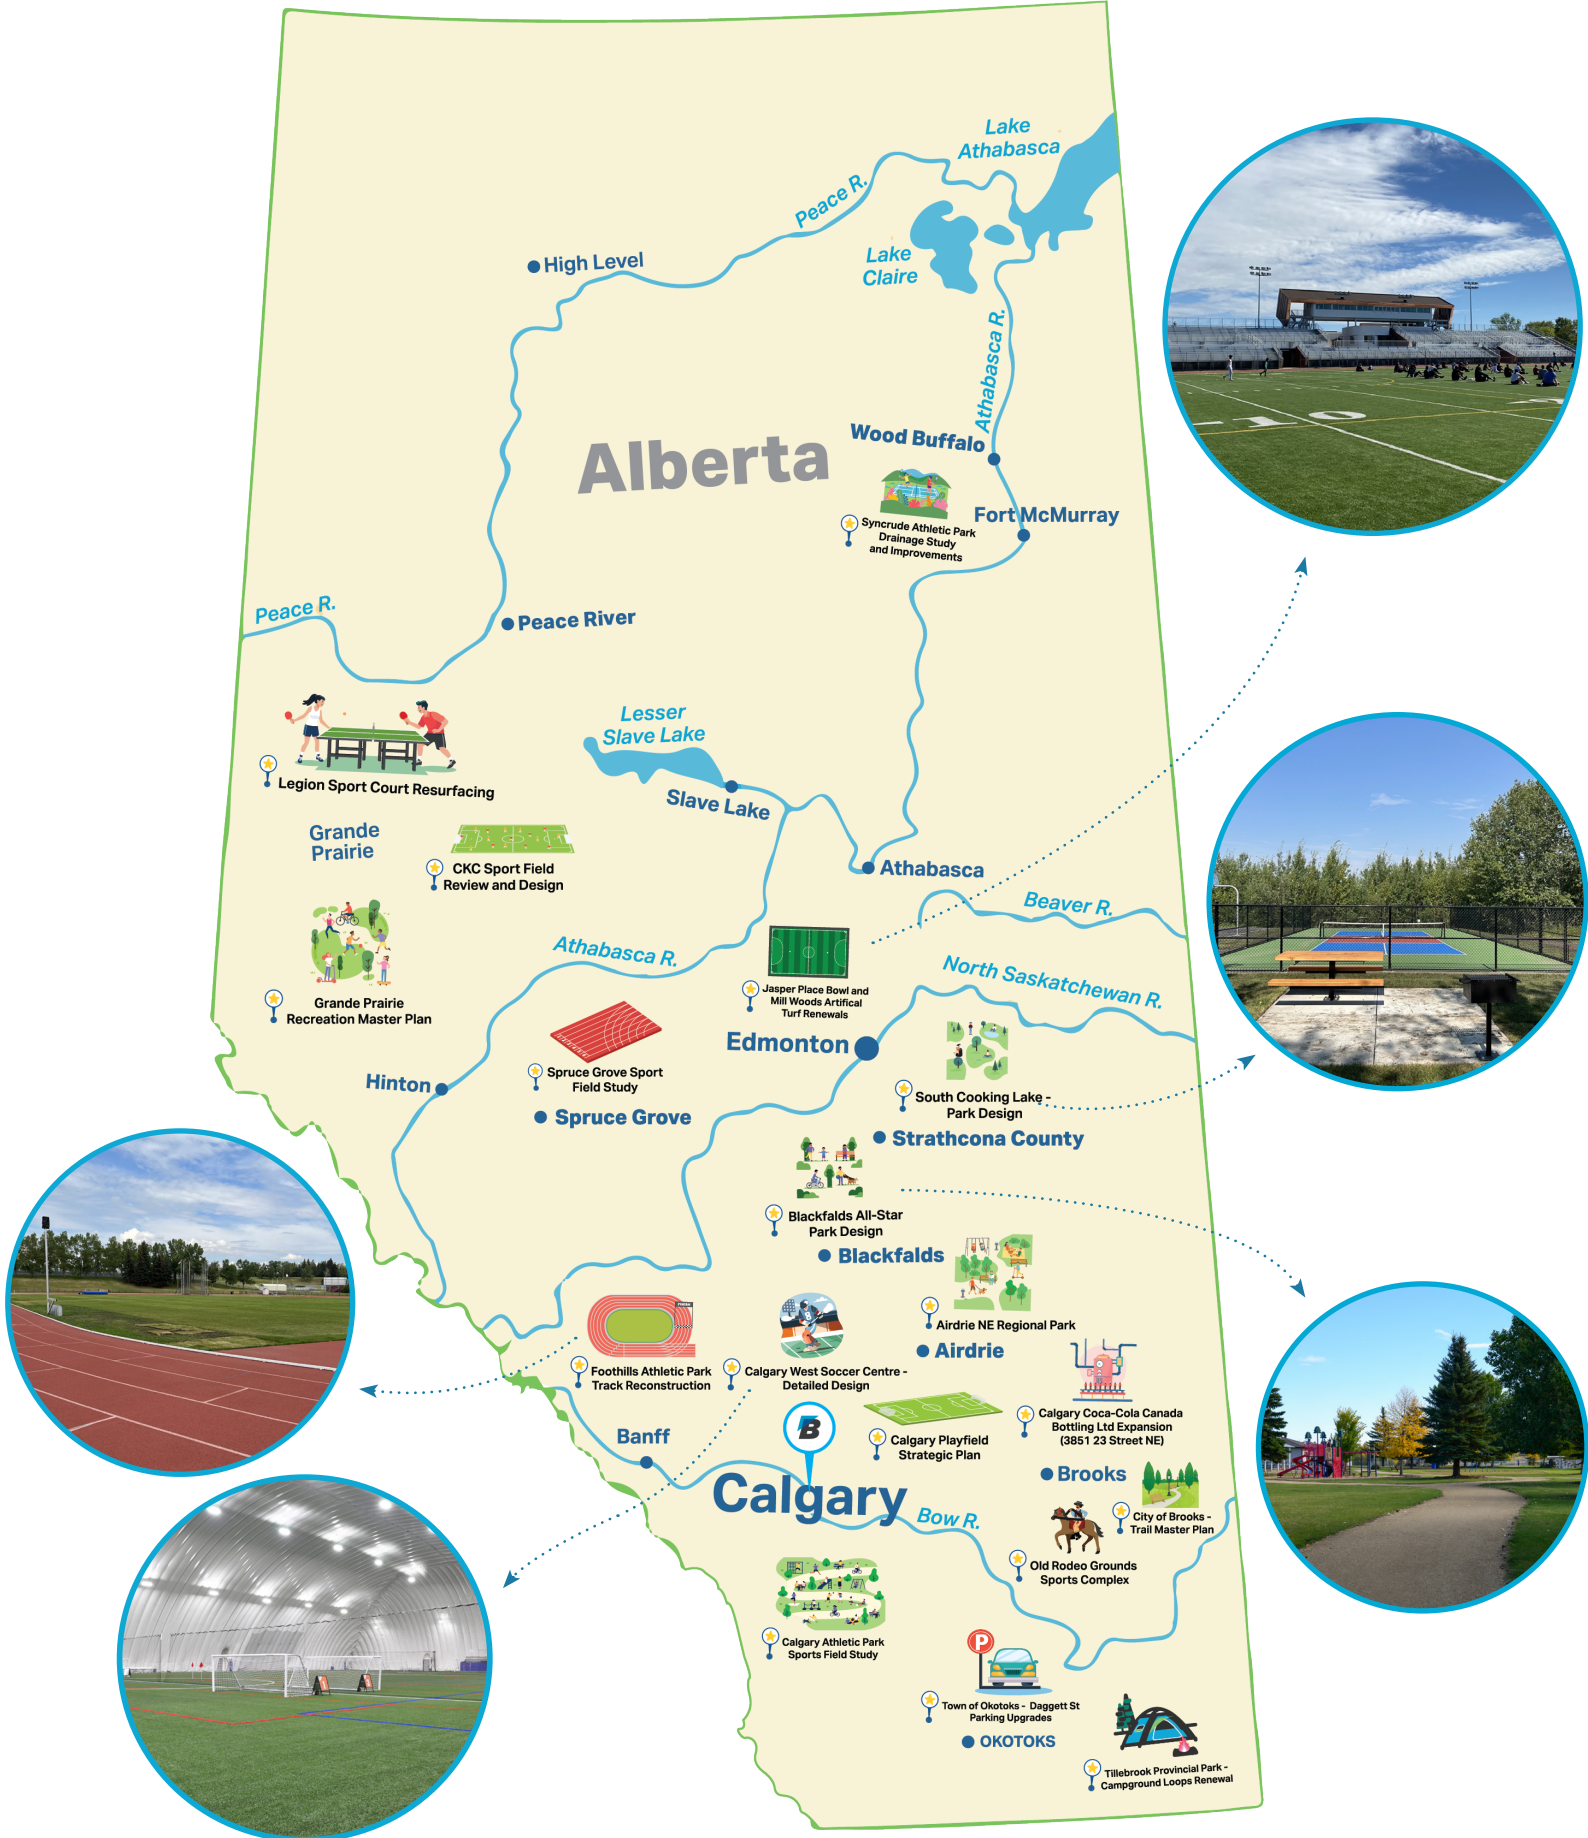 Lake
Athabasca
Peace R.
High Level
Lake
Claire
Athabasca R.
Alberta
Wood Buffalo
Fort McMurray
Syncrude Athletic Park
Drainage Study
and Improvements
Peace R.
Peace River
Lesser
Slave Lake
Slave Lake
Legion Sport Court Resurfacing
Grande
Prairie
CKC Sport Field
Review and Design
Athabasca
Beaver R.
Grande Prairie
Recreation Master Plan
Athabasca R.
North Saskatchewan R.
Jasper Place Bowl and
Mill Woods Artifical
Turf Renewals
Edmonton
Hinton
Spruce Grove Sport
Field Study
Spruce Grove
South Cooking Lake -
Park Design
Strathcona County
Blackfalds All-Star
Park Design
Blackfalds
Airdrie NE Regional Park
Airdrie
Foothills Athletic Park
Track Reconstruction
Calgary West Soccer Centre -
Detailed Design
Calgary Playfield
Strategic Plan
Calgary Coca-Cola Canada
Bottling Ltd Expansion
(3851 23 Street NE)
Banff
B
Calgary
Bow R.
Brooks
City of Brooks -
Trail Master Plan
Old Rodeo Grounds
Sports Complex
Calgary Athletic Park
Sports Field Study
P
Town of Okotoks - Daggett St
Parking Upgrades
OKOTOKS
Tillebrook Provincial Park -
Campground Loops Renewal
10